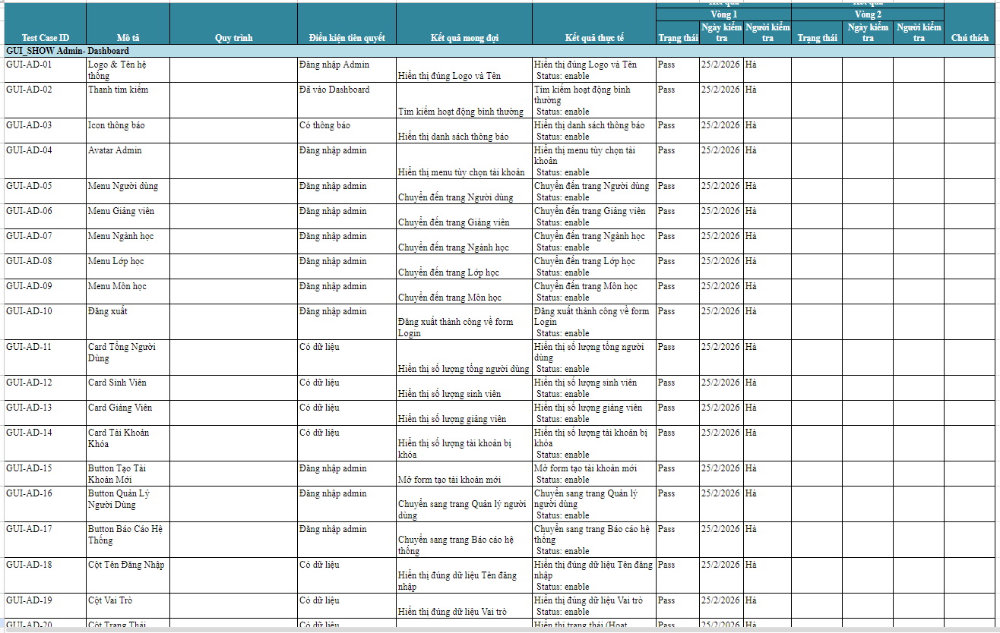 Kết quả Kết quả
Vòng 1 Vòng 2
Test Case ID Mô tả Quy trình Điều kiện tiên quyết Kết quả mong đợi Kết quả thực tế Trạng thái Ngày kiểm tra Người kiểm tra Trạng thái Ngày kiểm tra Người kiểm tra Chú thích
GUI_SHOW Admin- Dashboard
GUI-AD-01 Logo & Tên hệ thống Đăng nhập Admin Hiển thị đúng Logo và Tên Hiển thị đúng Logo và Tên Status: enable Pass 25/2/2026 Hà
GUI-AD-02 Thanh tìm kiếm Đã vào Dashboard Tìm kiếm hoạt động bình thường Tìm kiếm hoạt động bình thường Status: enable Pass 25/2/2026 Hà
GUI-AD-03 Icon thông báo Có thông báo Hiển thị danh sách thông báo Hiển thị danh sách thông báo Status: enable Pass 25/2/2026 Hà
GUI-AD-04 Avatar Admin Đăng nhập admin Hiển thị menu tùy chọn tài khoản Hiển thị menu tùy chọn tài khoản Status: enable Pass 25/2/2026 Hà
GUI-AD-05 Menu Người dùng Đăng nhập admin Chuyển đến trang Người dùng Chuyển đến trang Người dùng Status: enable Pass 25/2/2026 Hà
GUI-AD-06 Menu Giảng viên Đăng nhập admin Chuyển đến trang Giảng viên Chuyển đến trang Giảng viên Status: enable Pass 25/2/2026 Hà
GUI-AD-07 Menu Ngành học Đăng nhập admin Chuyển đến trang Ngành học Chuyển đến trang Ngành học Status: enable Pass 25/2/2026 Hà
GUI-AD-08 Menu Lớp học Đăng nhập admin Chuyển đến trang Lớp học Chuyển đến trang Lớp học Status: enable Pass 25/2/2026 Hà
GUI-AD-09 Menu Môn học Đăng nhập admin Chuyển đến trang Môn học Chuyển đến trang Môn học Status: enable Pass 25/2/2026 Hà
GUI-AD-10 Đăng xuất Đăng nhập admin Đăng xuất thành công về form Login Đăng xuất thành công về form Login Status: enable Pass 25/2/2026 Hà
GUI-AD-11 Card Tổng Người Dùng Có dữ liệu Hiển thị số lượng tổng người dùng Hiển thị số lượng tổng người dùng Status: enable Pass 25/2/2026 Hà
GUI-AD-12 Card Sinh Viên Có dữ liệu Hiển thị số lượng sinh viên Hiển thị số lượng sinh viên Status: enable Pass 25/2/2026 Hà
GUI-AD-13 Card Giảng Viên Có dữ liệu Hiển thị số lượng giảng viên Hiển thị số lượng giảng viên Status: enable Pass 25/2/2026 Hà
GUI-AD-14 Card Tài Khoản Khóa Có dữ liệu Hiển thị số lượng tài khoản bị khóa Hiển thị số lượng tài khoản bị khóa Status: enable Pass 25/2/2026 Hà
GUI-AD-15 Button Tạo Tài Khoản Mới Đăng nhập admin Mở form tạo tài khoản mới Mở form tạo tài khoản mới Status: enable Pass 25/2/2026 Hà
GUI-AD-16 Button Quản Lý Người Dùng Đăng nhập admin Chuyển sang trang Quản lý người dùng Chuyển sang trang Quản lý người dùng Status: enable Pass 25/2/2026 Hà
GUI-AD-17 Button Báo Cáo Hệ Thống Đăng nhập admin Chuyển sang trang Báo cáo hệ thống Chuyển sang trang Báo cáo hệ thống Status: enable Pass 25/2/2026 Hà
GUI-AD-18 Cột Tên Đăng Nhập Có dữ liệu Hiển thị đúng dữ liệu Tên đăng nhập Hiển thị đúng dữ liệu Tên đăng nhập Status: enable Pass 25/2/2026 Hà
GUI-AD-19 Cột Vai Trò Có dữ liệu Hiển thị đúng dữ liệu Vai trò Hiển thị đúng dữ liệu Vai trò Status: enable Pass 25/2/2026 Hà
GUI-AD-20 Cột Trạng Thái Có dữ liệu Hiển thị trạng thái (Hoạt Pass 25/2/2026 Hà